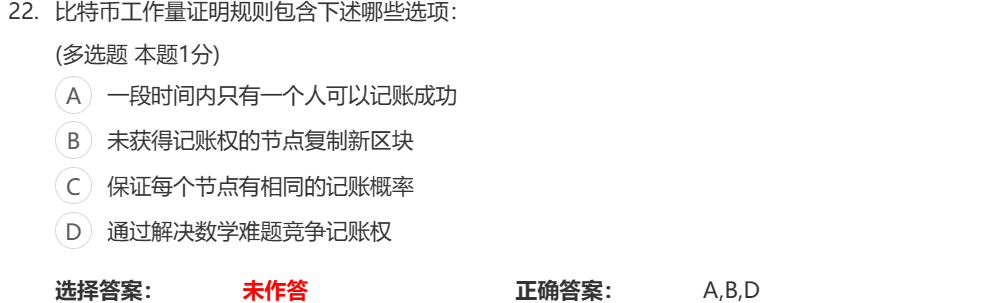 22. 比特币工作量证明规则包含下述哪些选项：
(多选题 本题1分)
A 一段时间内只有一个人可以记账成功
B 未获得记账权的节点复制新区块
C 保证每个节点有相同的记账概率
D 通过解决数学难题竞争记账权
选择答案： 未作答 正确答案： A,B,D